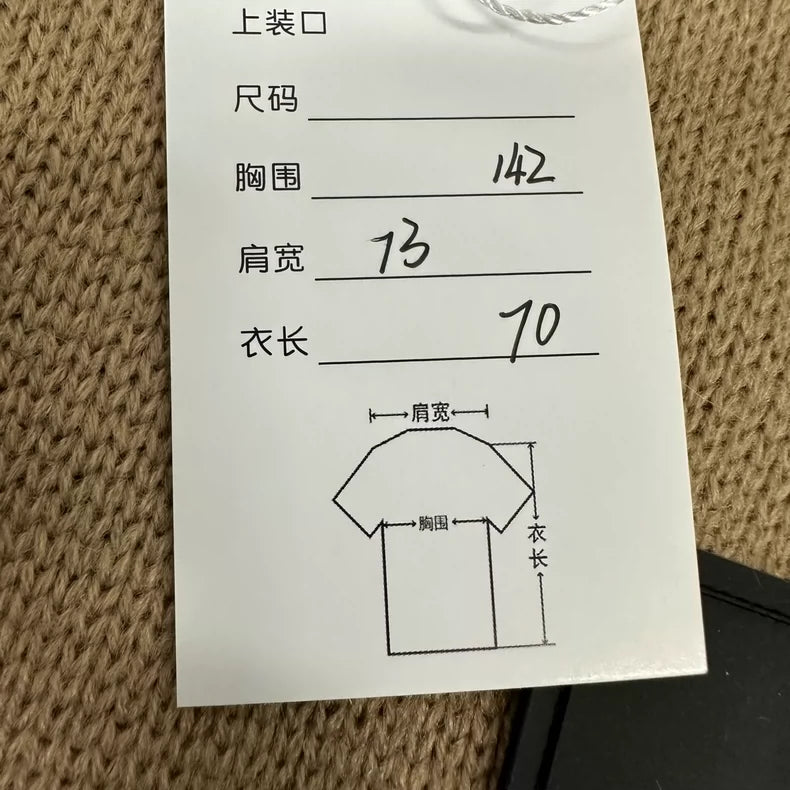 上装口
尺码
胸围 142
肩宽 73
衣长 70
肩宽
胸围
衣长